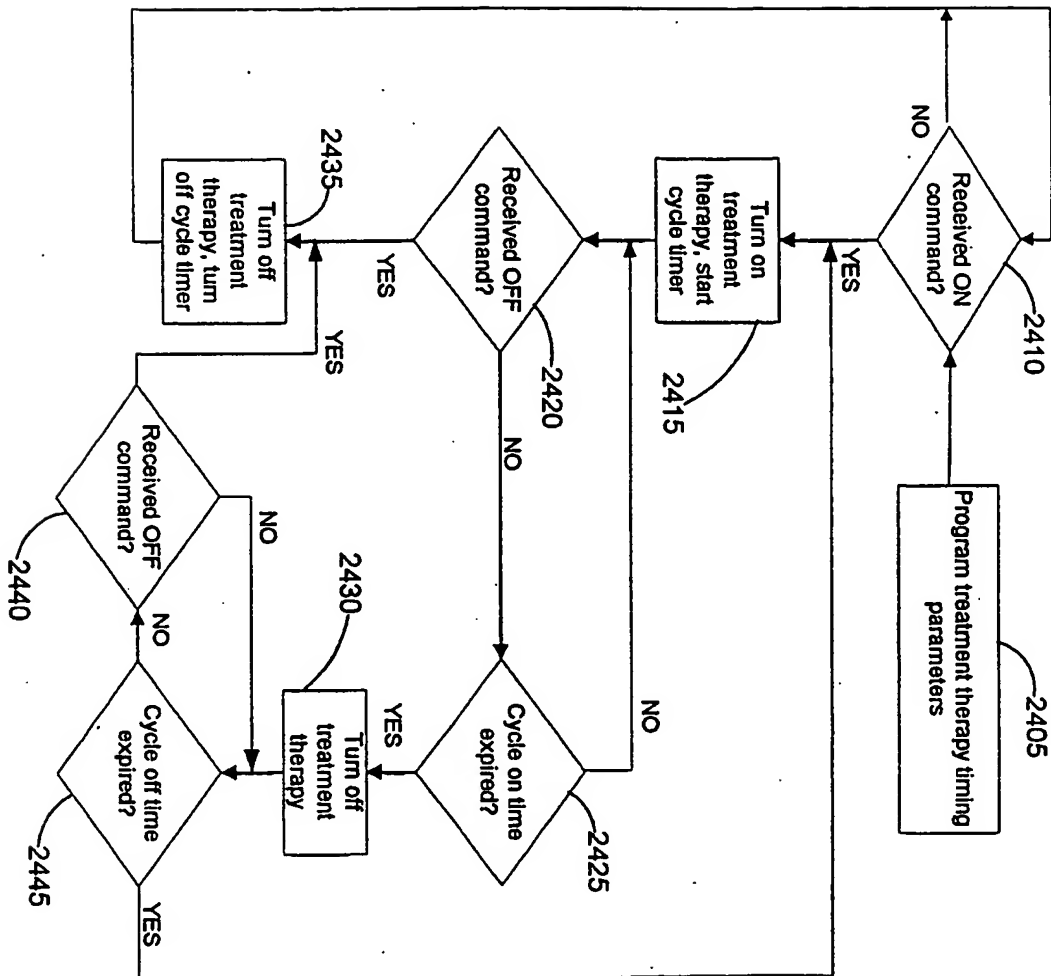 Program treatment therapy timing
parameters
2405
Received ON
command?
2410
NO
YES
Turn on
treatment
therapy, start
cycle timer
2415
Received OFF
command?
2420
NO
YES
Cycle on time
expired?
2425
NO
YES
Turn off
treatment
therapy
2430
Turn off
treatment
therapy, turn
off cycle timer
2435
Received OFF
command?
2440
NO
YES
Cycle off time
expired?
2445
NO
YES